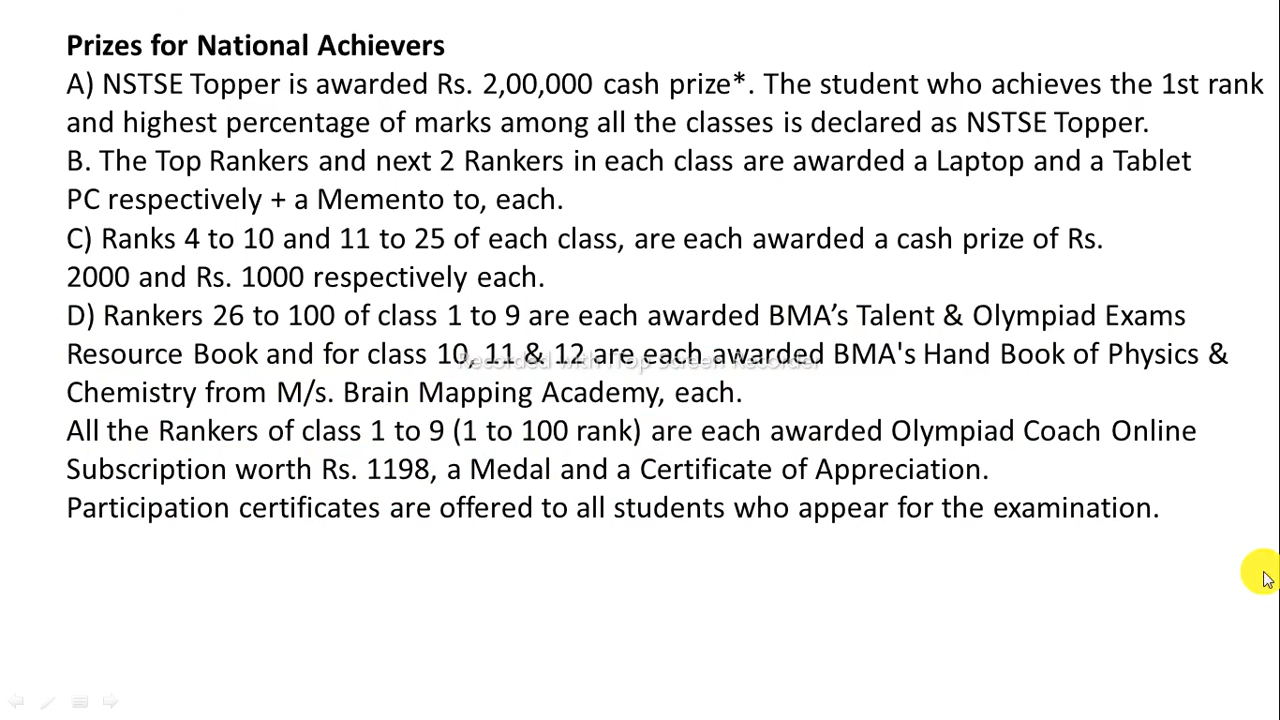 Prizes for National Achievers
A) NSTSE Topper is awarded Rs. 2,00,000 cash prize*. The student who achieves the 1st rank
and highest percentage of marks among all the classes is declared as NSTSE Topper.
B. The Top Rankers and next 2 Rankers in each class are awarded a Laptop and a Tablet
PC respectively + a Memento to, each.
C) Ranks 4 to 10 and 11 to 25 of each class, are each awarded a cash prize of Rs.
2000 and Rs. 1000 respectively each.
D) Rankers 26 to 100 of class 1 to 9 are each awarded BMA’s Talent & Olympiad Exams
Resource Book and for class 10, 11 & 12 are each awarded BMA's Hand Book of Physics &
Recorded with iTop Screen Recorder
Chemistry from M/s. Brain Mapping Academy, each.
All the Rankers of class 1 to 9 (1 to 100 rank) are each awarded Olympiad Coach Online
Subscription worth Rs. 1198, a Medal and a Certificate of Appreciation.
Participation certificates are offered to all students who appear for the examination.